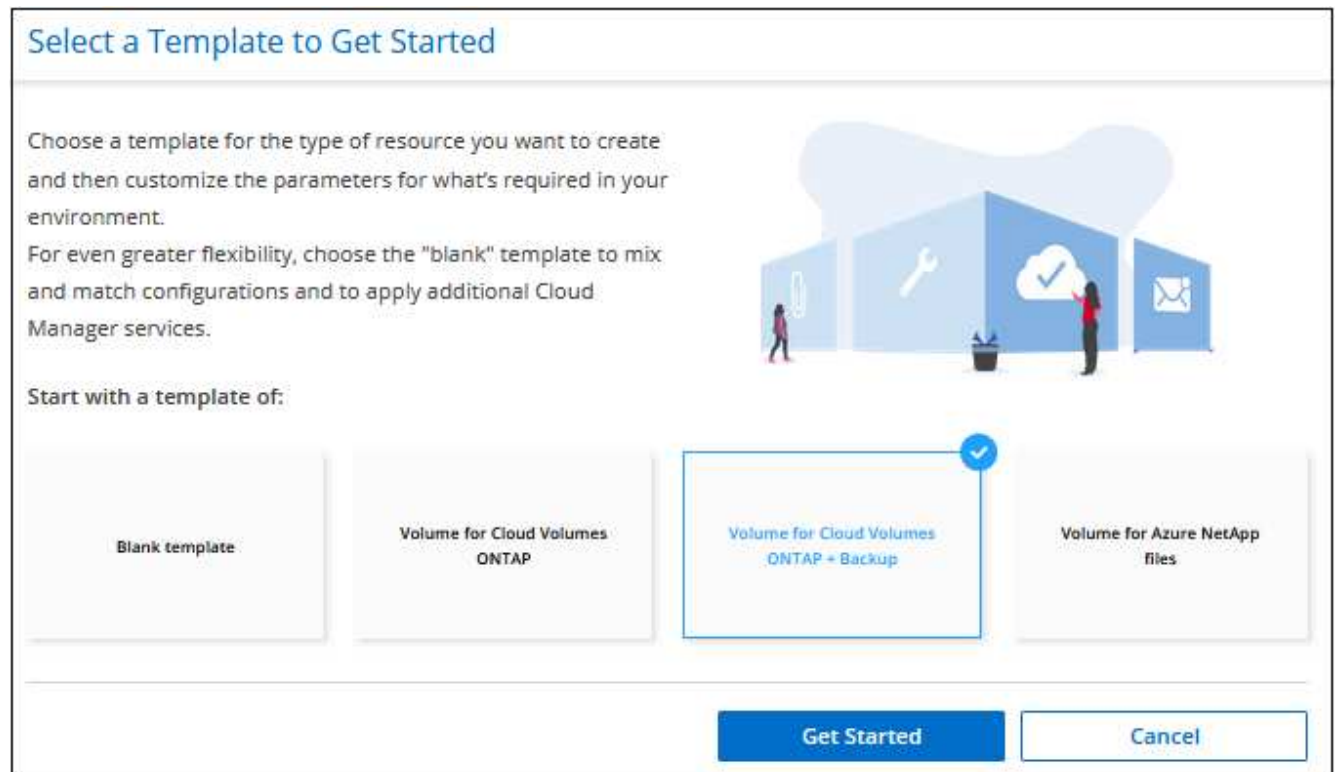 Select a Template to Get Started
Choose a template for the type of resource you want to create
and then customize the parameters for what's required in your
environment.
For even greater flexibility, choose the "blank" template to mix
and match configurations and to apply additional Cloud
Manager services.
Start with a template of:
Blank template
Volume for Cloud Volumes
ONTAP
Volume for Cloud Volumes
ONTAP + Backup
Volume for Azure NetApp
files
Get Started
Cancel